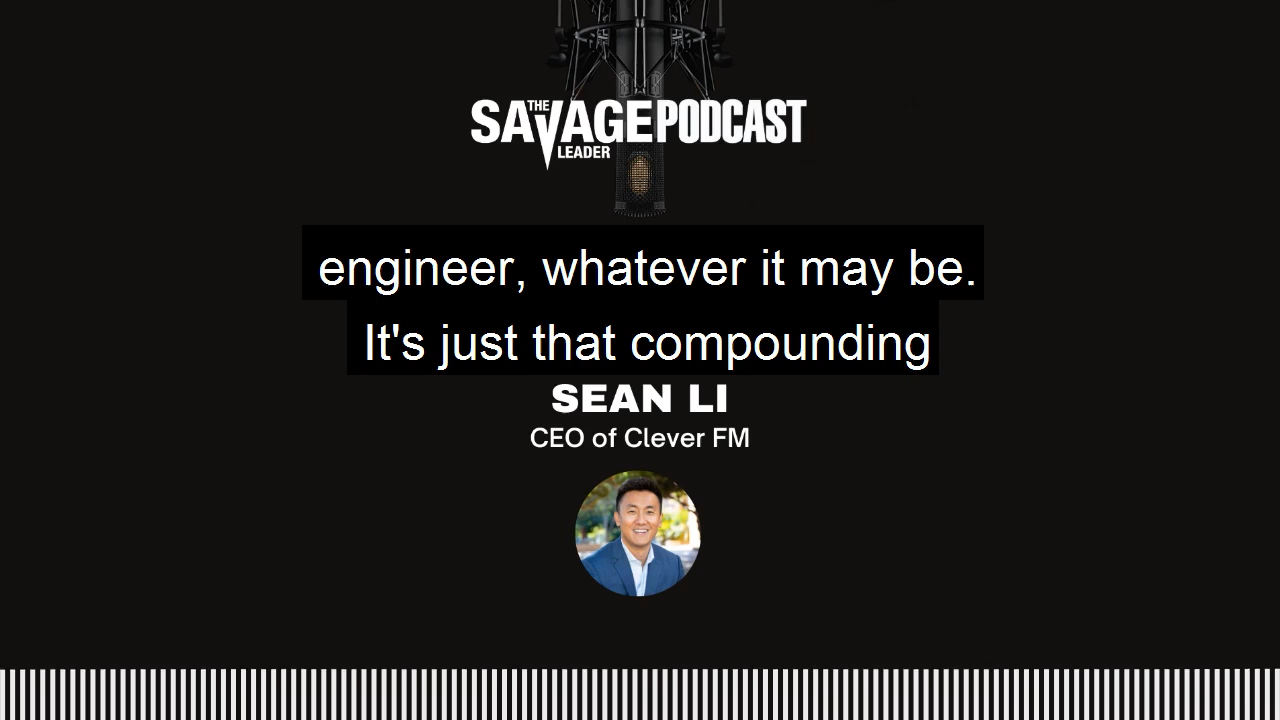 THE
SAVAGE PODCAST
LEADER
engineer, whatever it may be.
It's just that compounding
SEAN LI
CEO of Clever FM